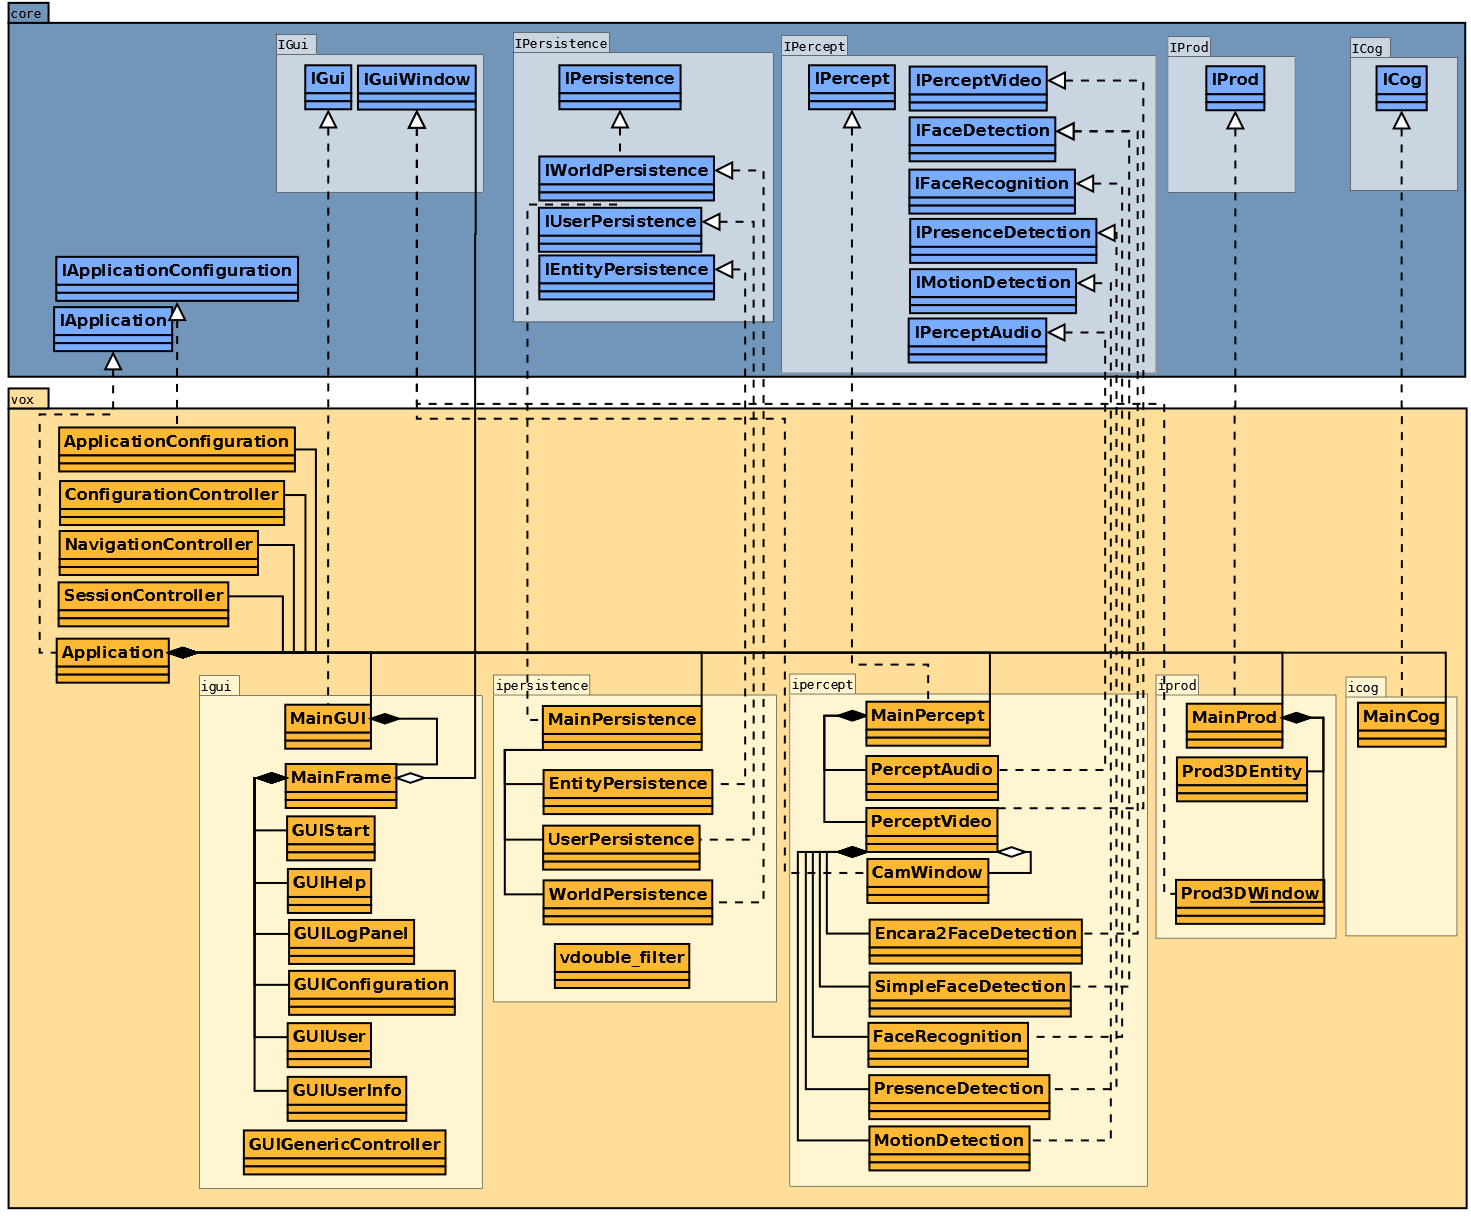 core
IGui
IGui
IGuiWindow
IPersistence
IPersistence
IWorldPersistence
IUserPersistence
IEntityPersistence
IPercept
IPercept
IPerceptVideo
IFaceDetection
IFaceRecognition
IPresenceDetection
IMotionDetection
IPerceptAudio
IProd
IProd
ICog
ICog
IApplicationConfiguration
IApplication
vox
ApplicationConfiguration
ConfigurationController
NavigationController
SessionController
Application
igui
MainGUI
MainFrame
GUIStart
GUIHelp
GUILogPanel
GUIConfiguration
GUIUser
GUIUserInfo
GUIGenericController
ipersistence
MainPersistence
EntityPersistence
UserPersistence
WorldPersistence
vdouble_filter
ipercept
MainPercept
PerceptAudio
PerceptVideo
CamWindow
Encara2FaceDetection
SimpleFaceDetection
FaceRecognition
PresenceDetection
MotionDetection
iprod
MainProd
Prod3DEntity
Prod3DWindow
icog
MainCog